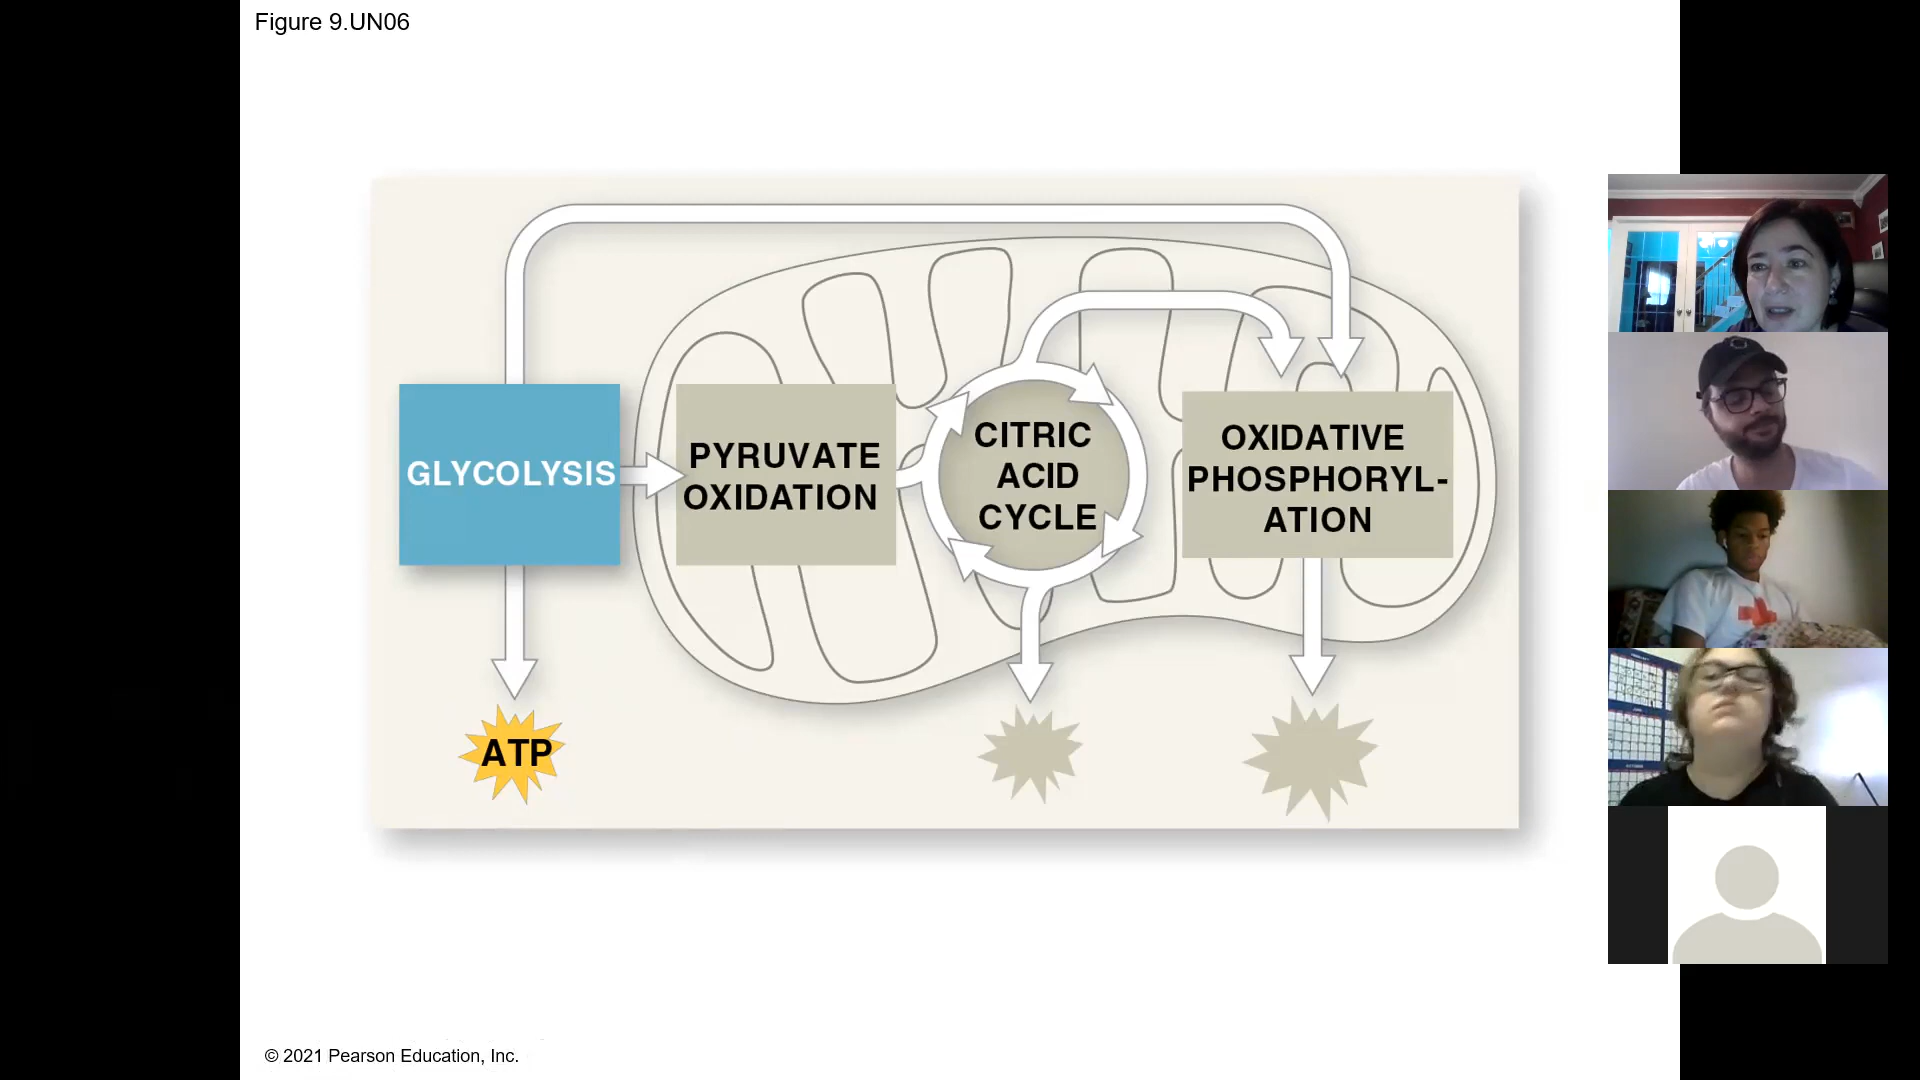 Figure 9.UN06
GLYCOLYSIS
PYRUVATE
OXIDATION
CITRIC
ACID
CYCLE
OXIDATIVE
PHOSPHORYL-
ATION
ATP
© 2021 Pearson Education, Inc.